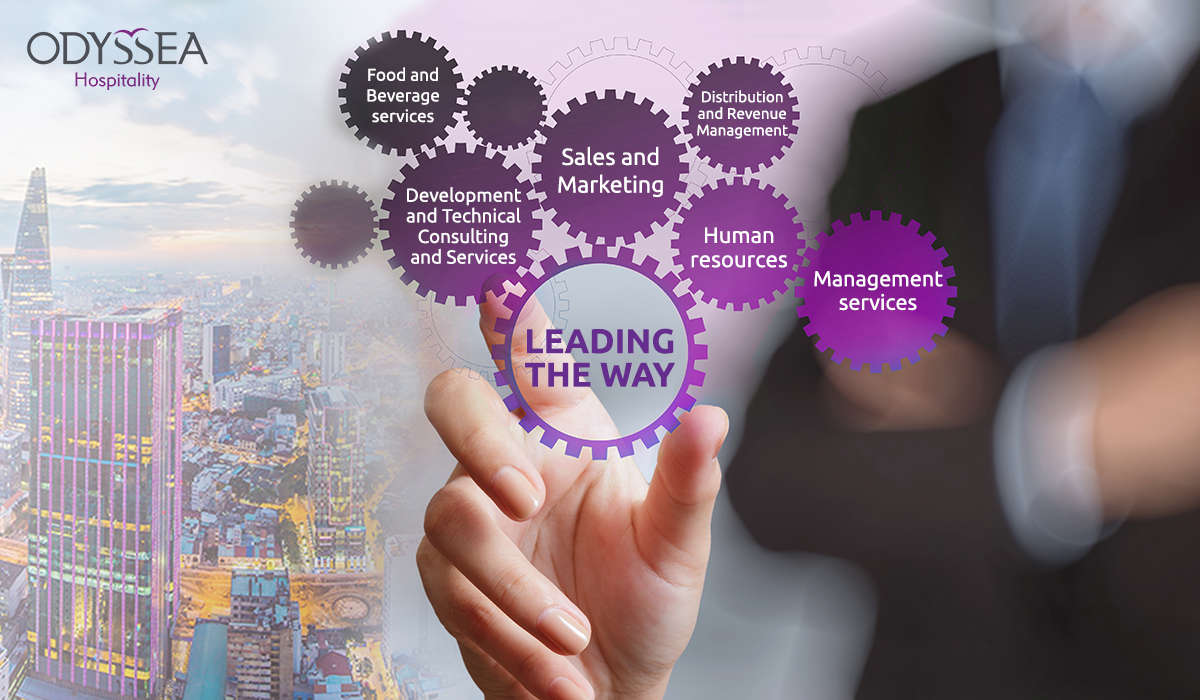 ODYSSEA
Hospitality
Food and
Beverage
services
Distribution
and Revenue
Management
Sales and
Marketing
Development
and Technical
Consulting
and Services
Human
resources
Management
services
LEADING
THE WAY